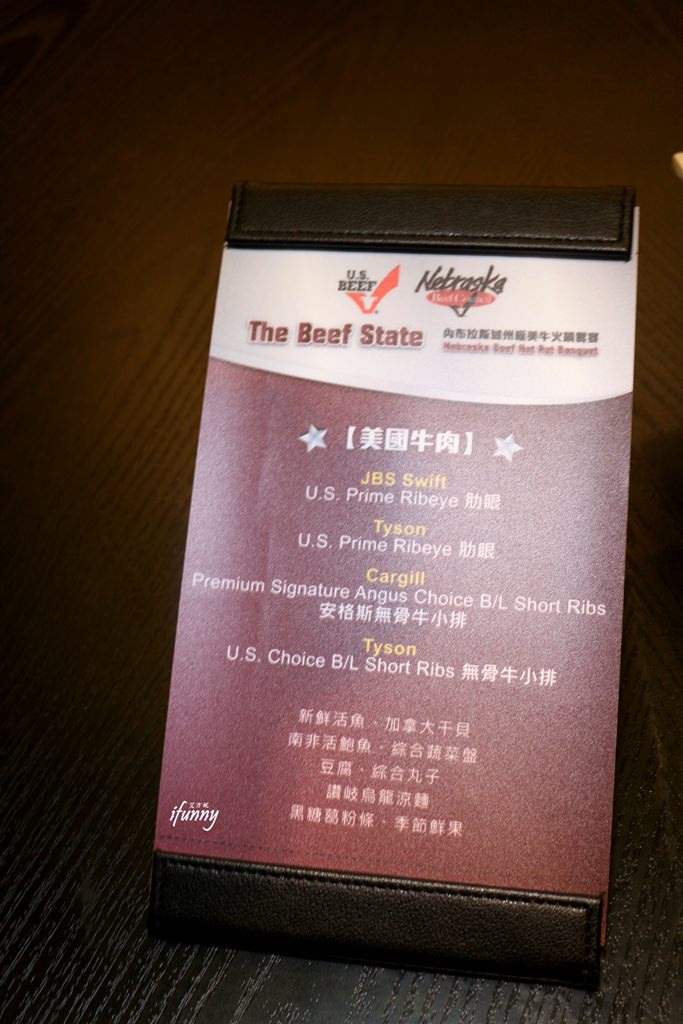 U.S.
BEEF
Nebraska
Beef Council
The Beef State
內布拉斯加州極美牛火鍋饗宴
Nebraska Beef Hot Pot Banquet
【美國牛肉】
JBS Swift
U.S. Prime Ribeye 肋眼
Tyson
U.S. Prime Ribeye 肋眼
Cargill
Premium Signature Angus Choice B/L Short Ribs
安格斯無骨牛小排
Tyson
U.S. Choice B/L Short Ribs 無骨牛小排
新鮮活魚、加拿大干貝
南非活鮑魚、綜合蔬菜盤
豆腐、綜合丸子
讚岐烏龍涼麵
黑糖葛粉條、季節鮮果
艾方妮
ifunny